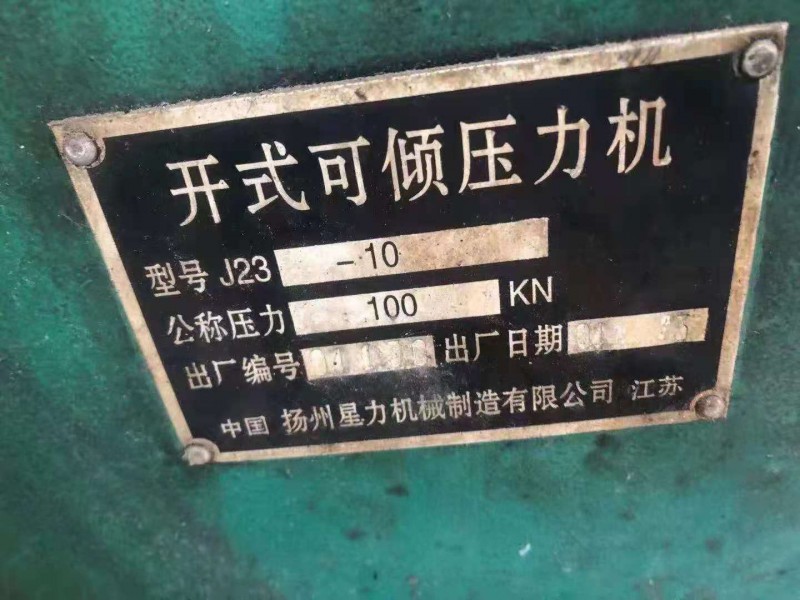 开式可倾压力机
型号 J23 -10
公称压力 100 KN
出厂编号 出厂日期
中国 扬州星力机械制造有限公司 江苏